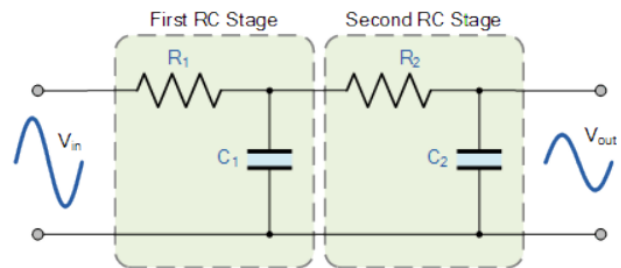 First RC Stage
Second RC Stage
R1
R2
Vin
C1
C2
Vout